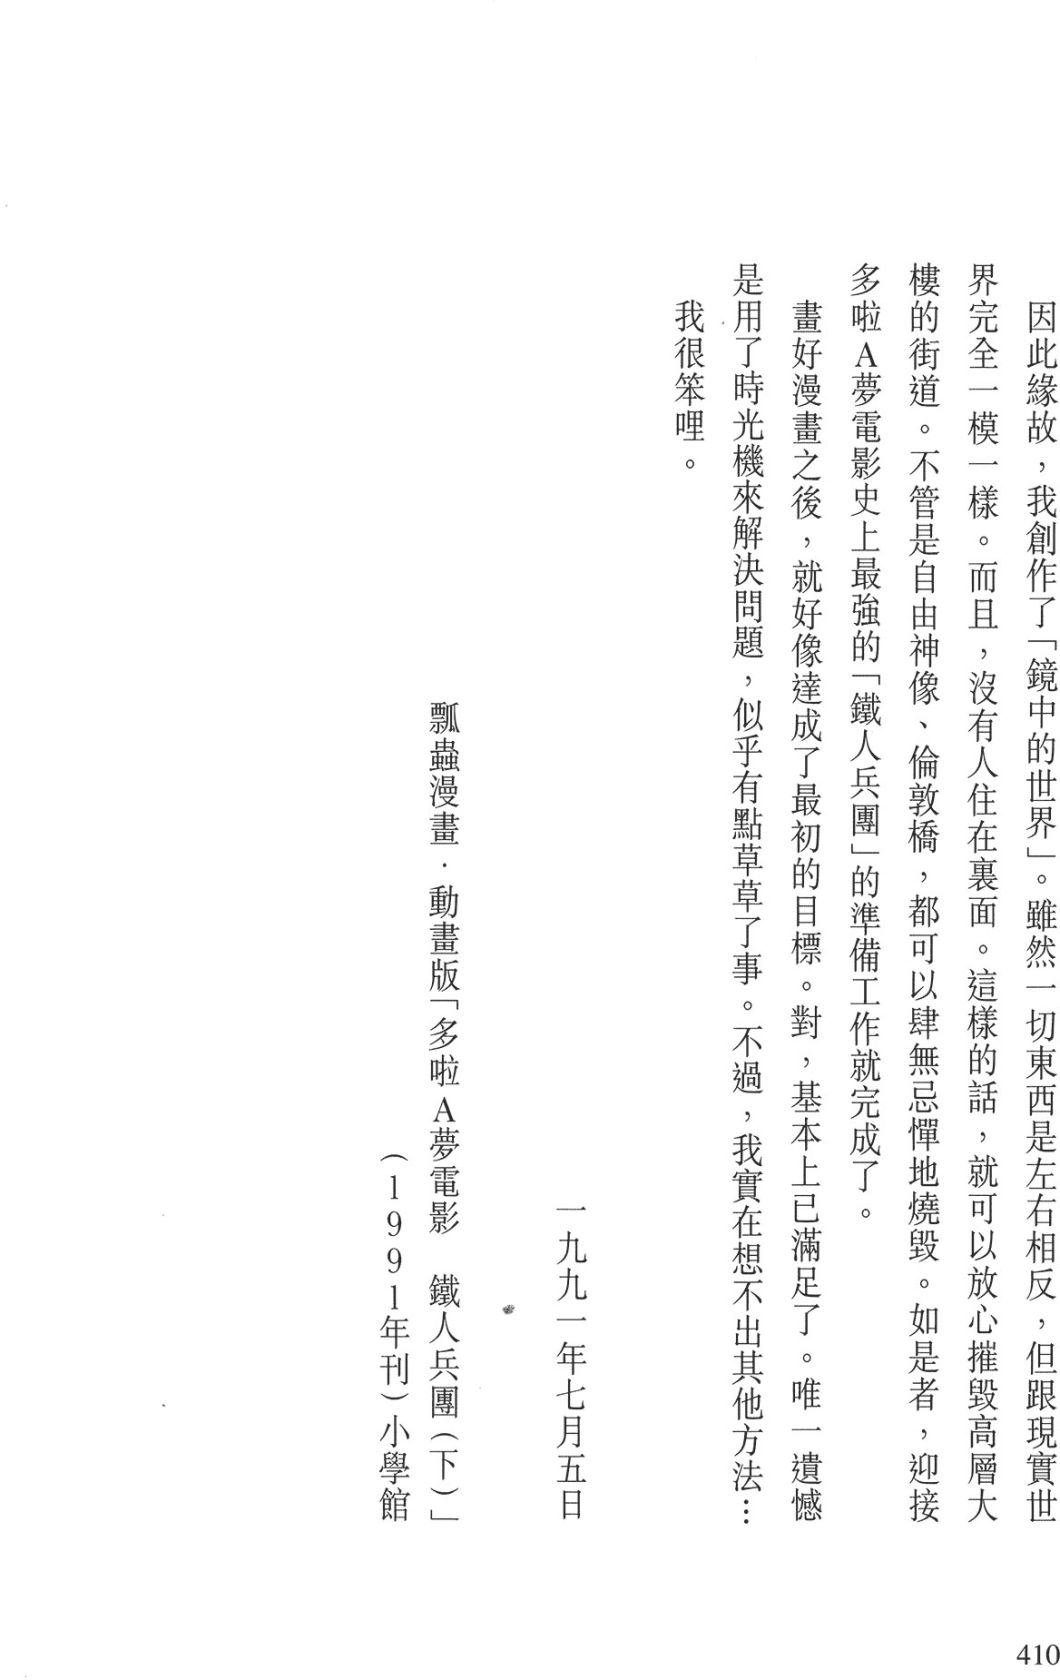 因此緣故，我創作了「鏡中的世界」。雖然一切東西是左右相反，但跟現實世
界完全一模一樣。而且，沒有人住在裏面。這樣的話，就可以放心摧毀高層大
樓的街道。不管是自由神像、倫敦橋，都可以肆無忌憚地燒毀。如是者，迎接
多啦A夢電影史上最強的「鐵人兵團」的準備工作就完成了。
畫好漫畫之後，就好像達成了最初的目標。對，基本上已滿足了。唯一遺憾
是用了時光機來解決問題，似乎有點草草了事。不過，我實在想不出其他方法…
我很笨哩。
一九九一年七月五日
瓢蟲漫畫．動畫版「多啦A夢電影　鐵人兵團（下）」
（1991年刊）小學館
410